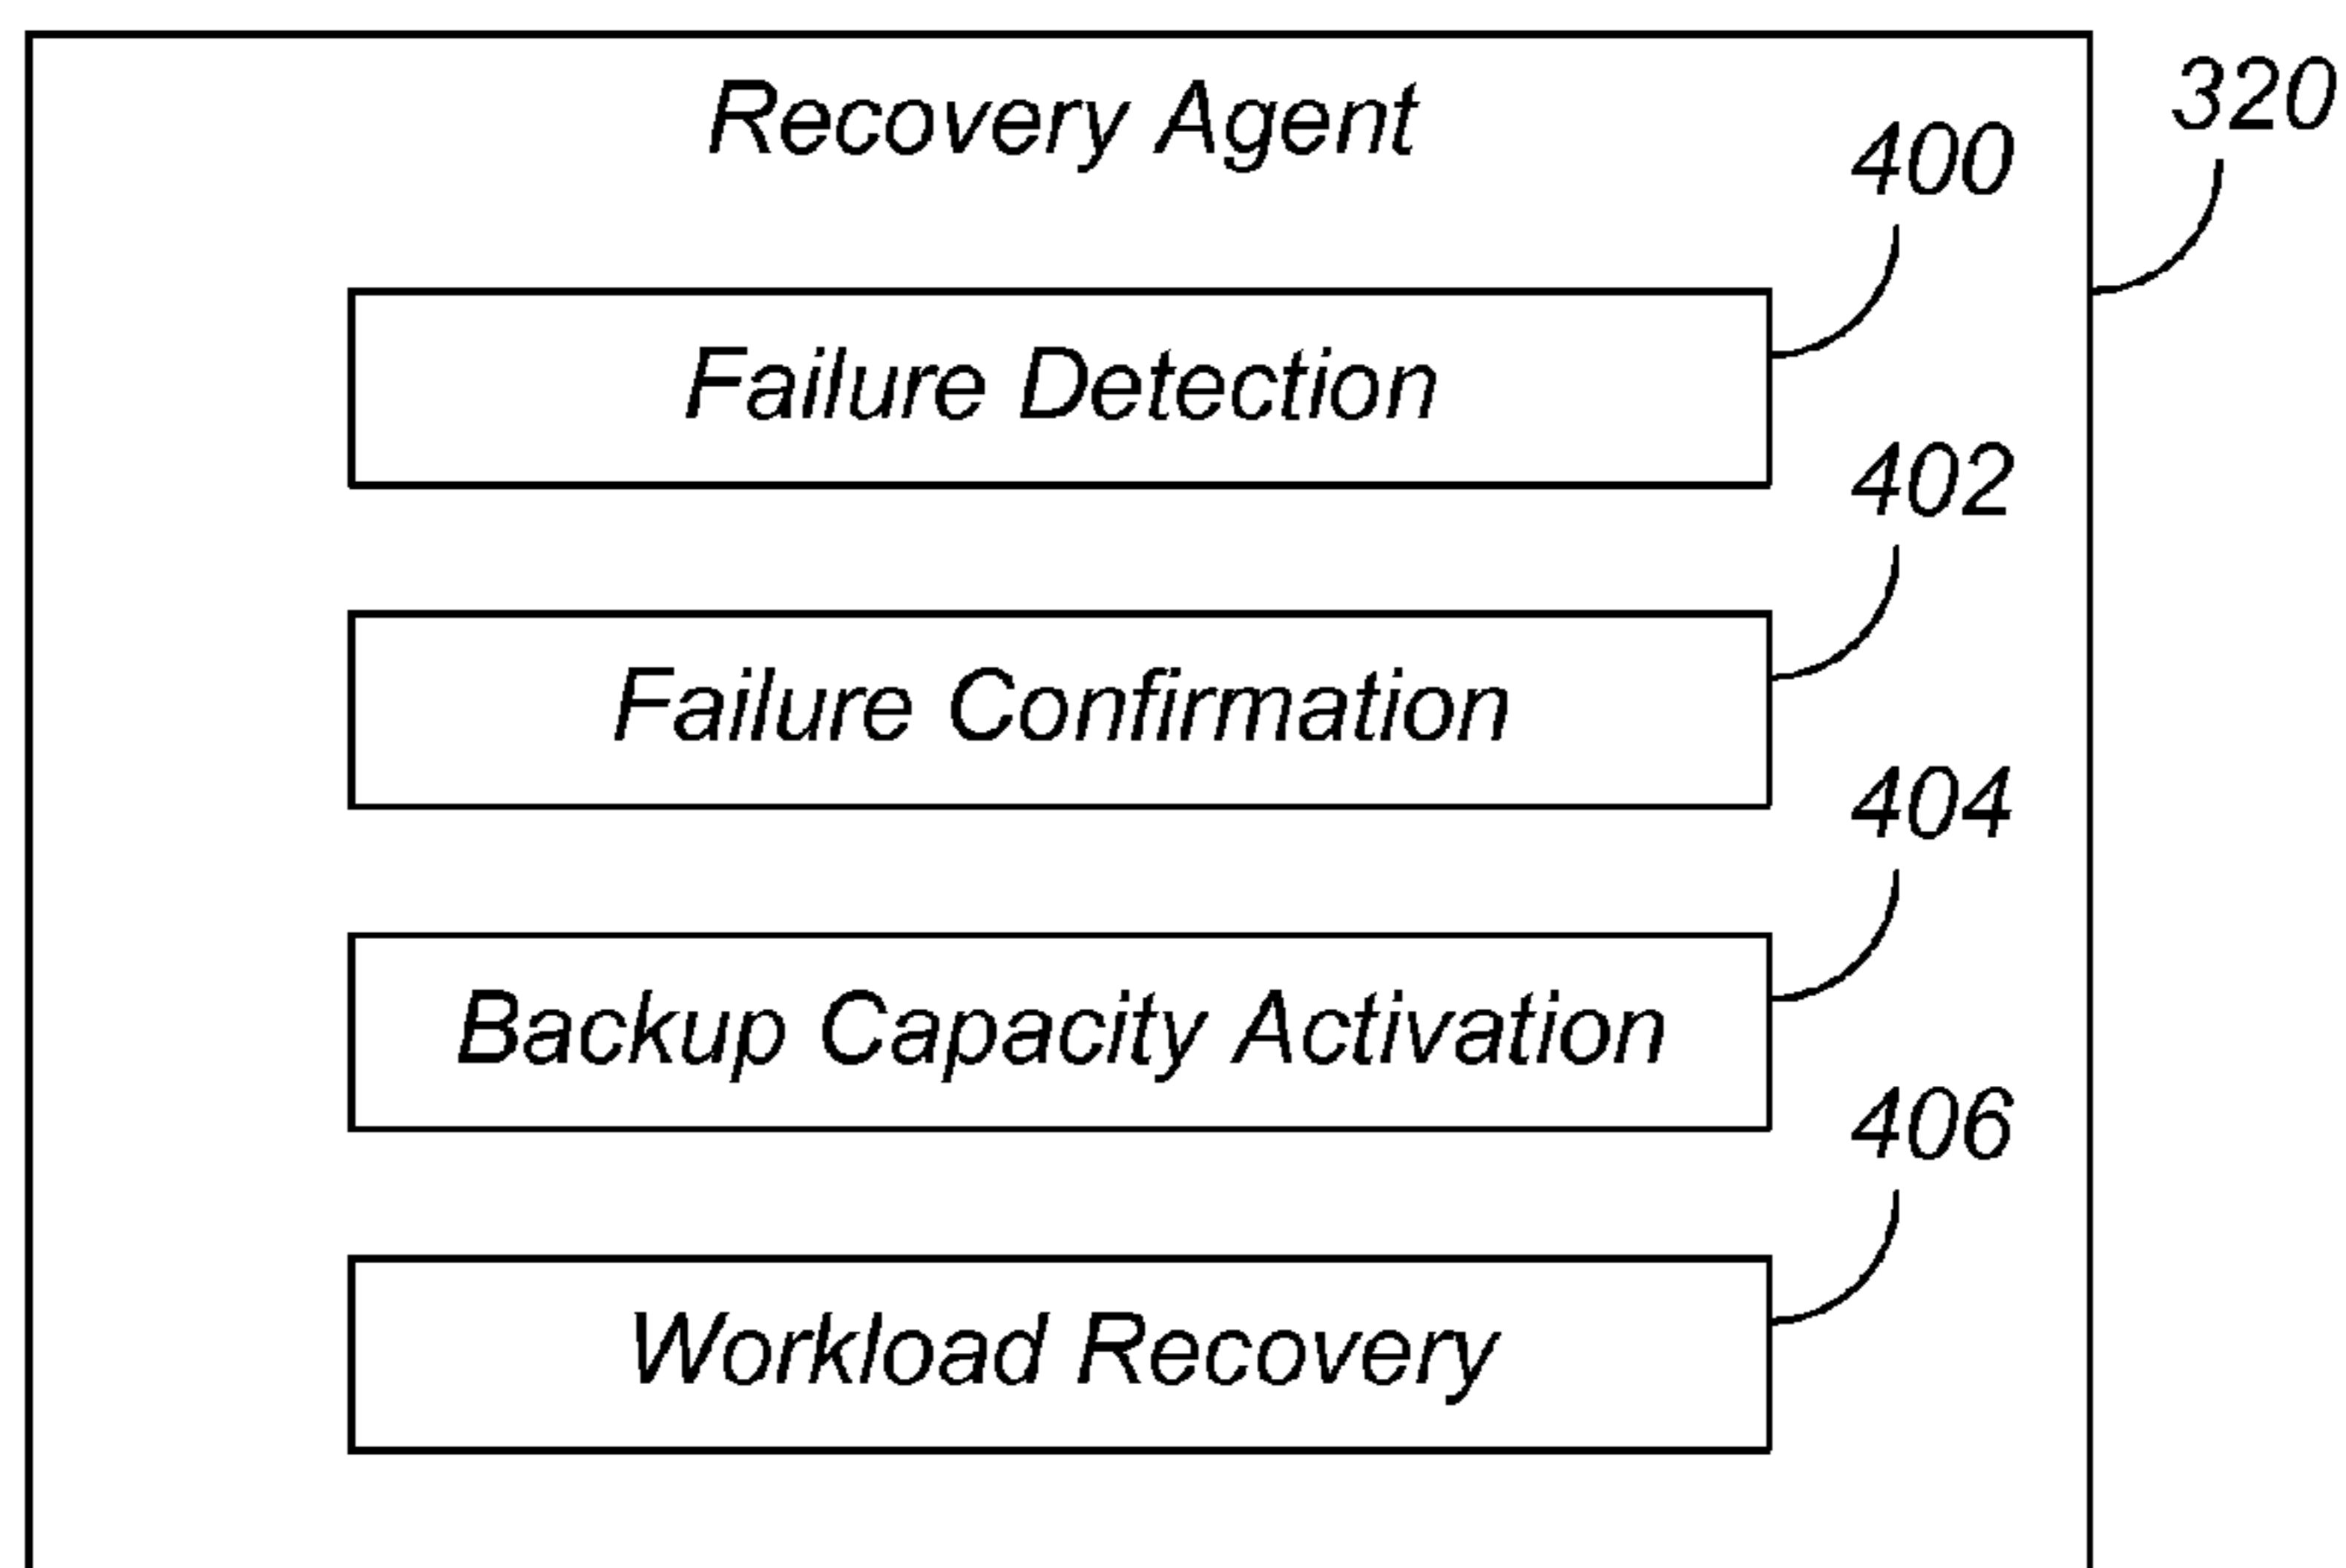 Recovery Agent
320
400
Failure Detection
402
Failure Confirmation
404
Backup Capacity Activation
406
Workload Recovery